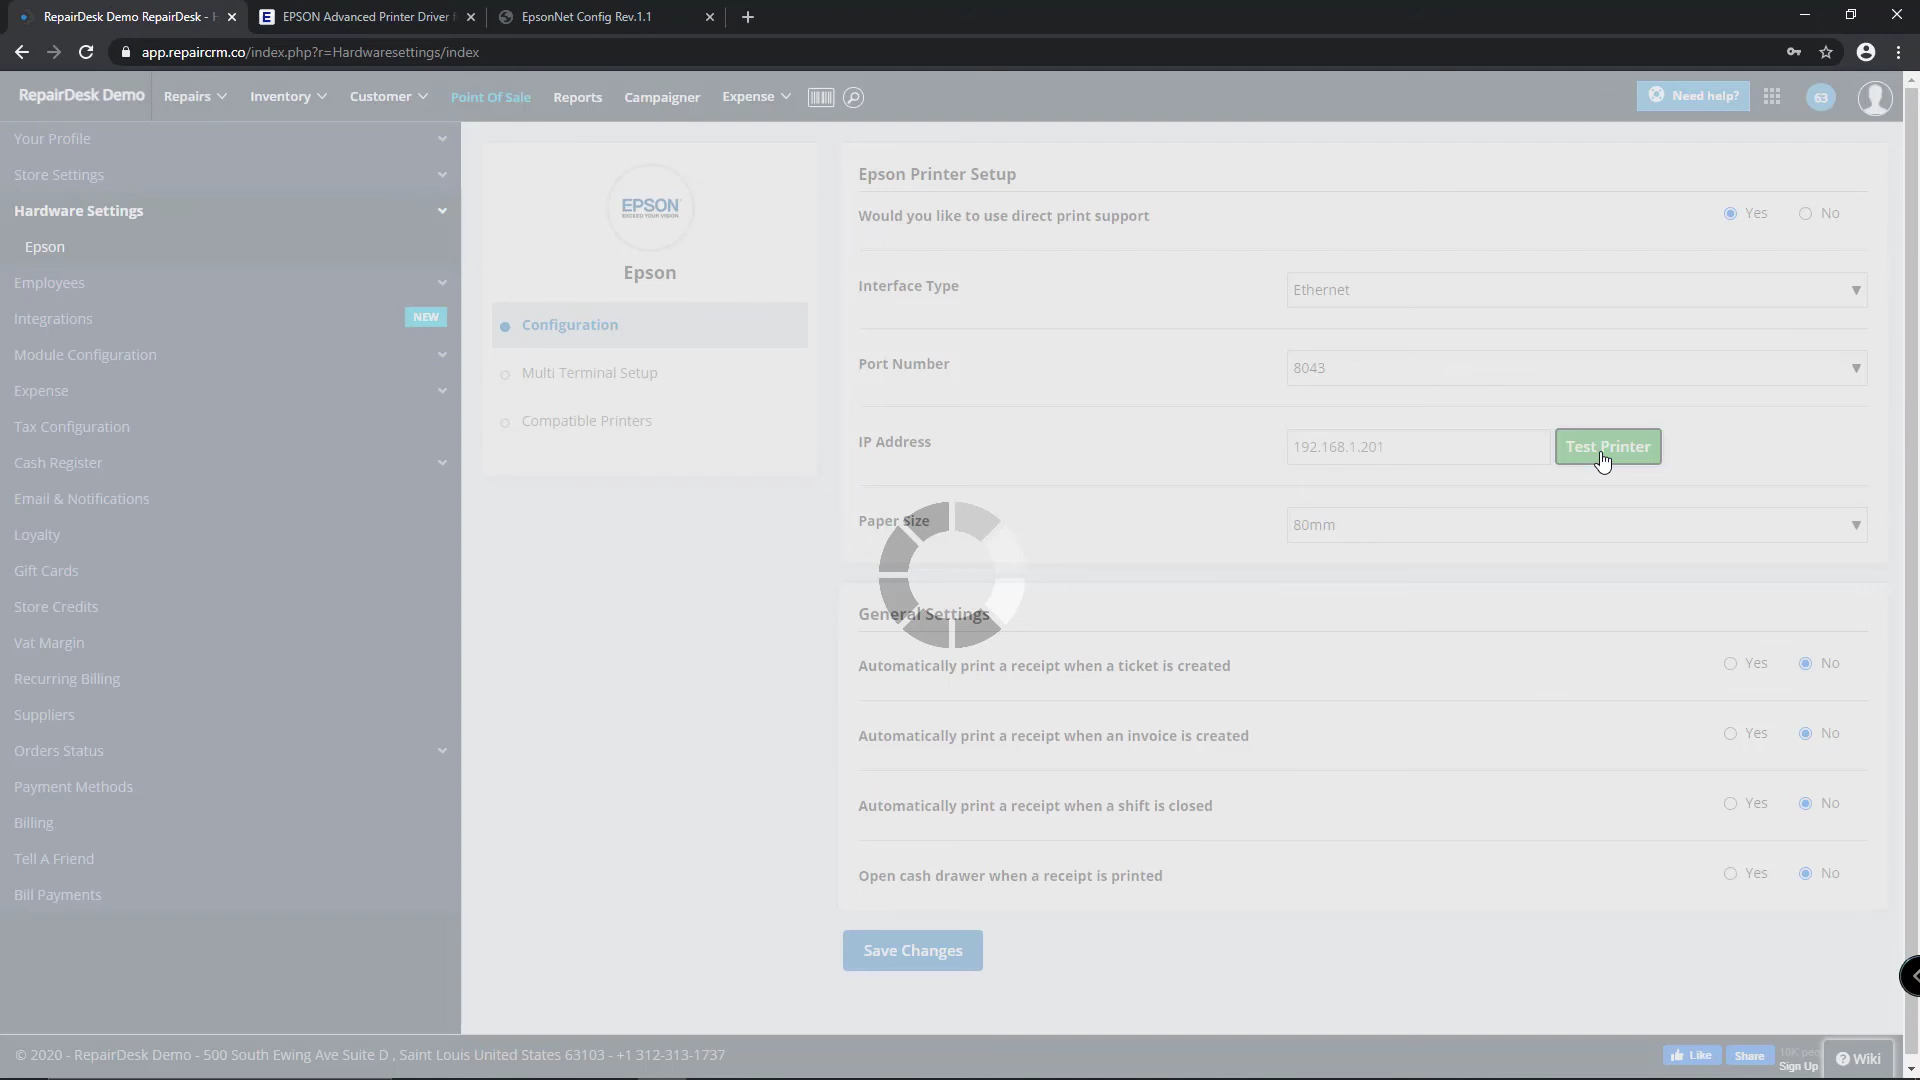 RepairDesk Demo RepairDesk - H
EPSON Advanced Printer Driver
EpsonNet Config Rev.1.1
app.repaircrm.co/index.php?r=Hardwaresettings/index
RepairDesk Demo
Repairs
Inventory
Customer
Point Of Sale
Reports
Campaigner
Expense
Need help?
63
Your Profile
Store Settings
Hardware Settings
Epson
Employees
Integrations
NEW
Module Configuration
Expense
Tax Configuration
Cash Register
Email & Notifications
Loyalty
Gift Cards
Store Credits
Vat Margin
Recurring Billing
Suppliers
Orders Status
Payment Methods
Billing
Tell A Friend
Bill Payments
EPSON
EXCEED YOUR VISION
Epson
Configuration
Multi Terminal Setup
Compatible Printers
Epson Printer Setup
Would you like to use direct print support
Yes
No
Interface Type
Ethernet
Port Number
8043
IP Address
192.168.1.201
Test Printer
Paper Size
80mm
General Settings
Automatically print a receipt when a ticket is created
Yes
No
Automatically print a receipt when an invoice is created
Yes
No
Automatically print a receipt when a shift is closed
Yes
No
Open cash drawer when a receipt is printed
Yes
No
Save Changes
© 2020 - RepairDesk Demo - 500 South Ewing Ave Suite D , Saint Louis United States 63103 - +1 312-313-1737
Like
Share
10K
Sign Up
Wiki